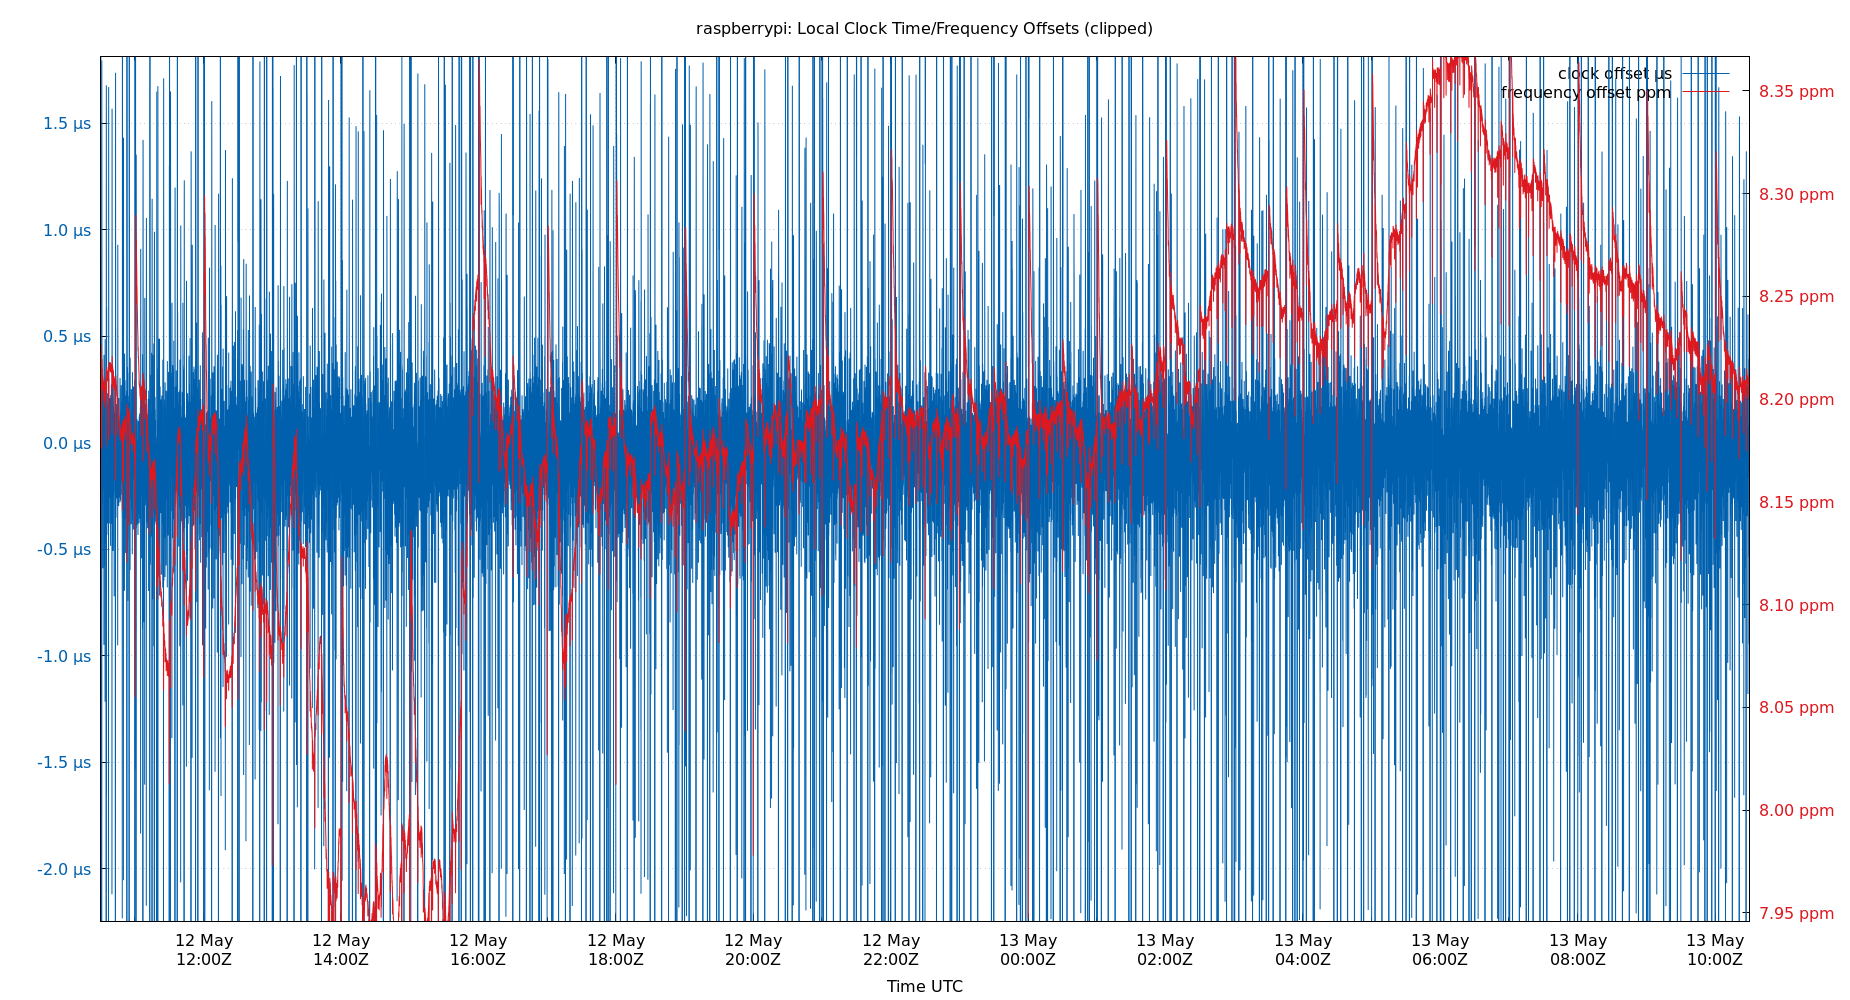 raspberrypi: Local Clock Time/Frequency Offsets (clipped)
clock offset µs
frequency offset ppm
1.5 µs
1.0 µs
0.5 µs
0.0 µs
-0.5 µs
-1.0 µs
-1.5 µs
-2.0 µs
8.35 ppm
8.30 ppm
8.25 ppm
8.20 ppm
8.15 ppm
8.10 ppm
8.05 ppm
8.00 ppm
7.95 ppm
12 May
12:00Z
12 May
14:00Z
12 May
16:00Z
12 May
18:00Z
12 May
20:00Z
12 May
22:00Z
13 May
00:00Z
13 May
02:00Z
13 May
04:00Z
13 May
06:00Z
13 May
08:00Z
13 May
10:00Z
Time UTC